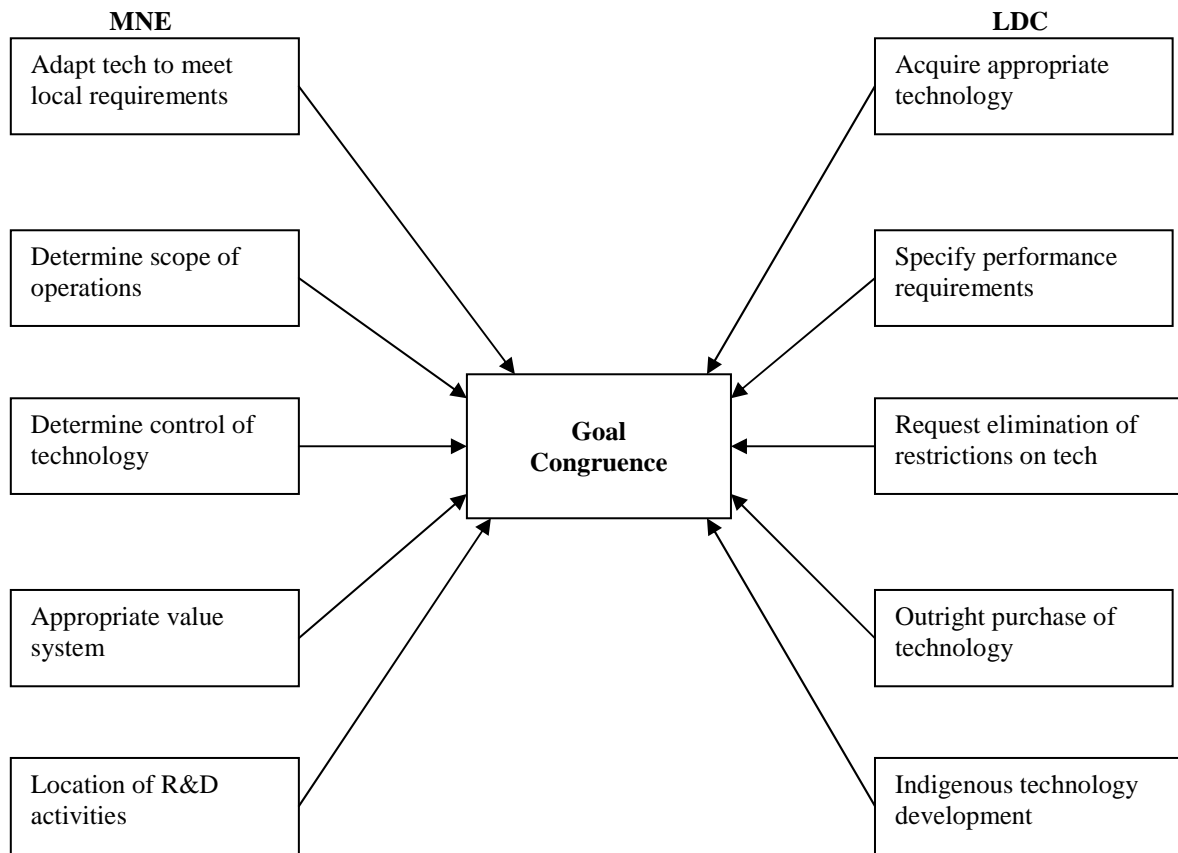 MNE
Adapt tech to meet
local requirements
Determine scope of
operations
Determine control of
technology
Appropriate value
system
Location of R&D
activities
Goal
Congruence
LDC
Acquire appropriate
technology
Specify performance
requirements
Request elimination of
restrictions on tech
Outright purchase of
technology
Indigenous technology
development